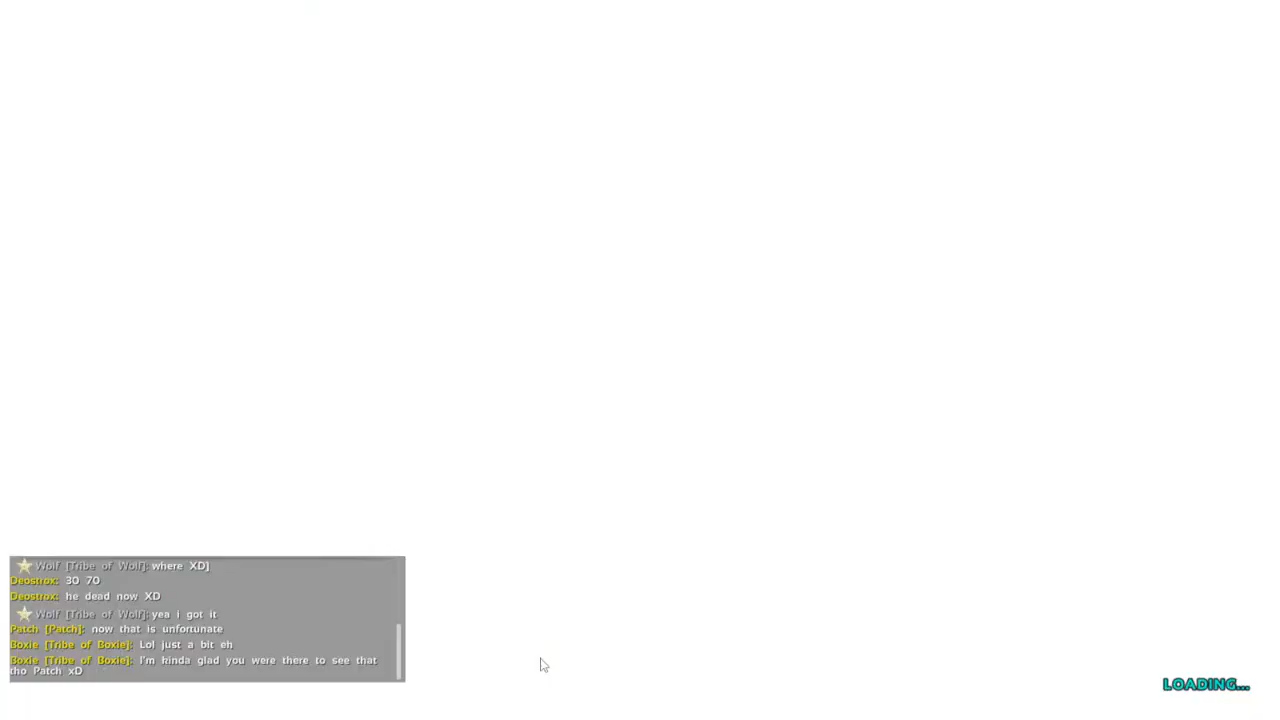 Wolf [Tribe of Wolf]: where XD]
Deostrox: 30 70
Deostrox: he dead now XD
Wolf [Tribe of Wolf]: yea i got it
Patch [Patch]: now that is unfortunate
Boxie [Tribe of Boxie]: Lol just a bit eh
Boxie [Tribe of Boxie]: I'm kinda glad you were there to see that
tho Patch xD
LOADING...